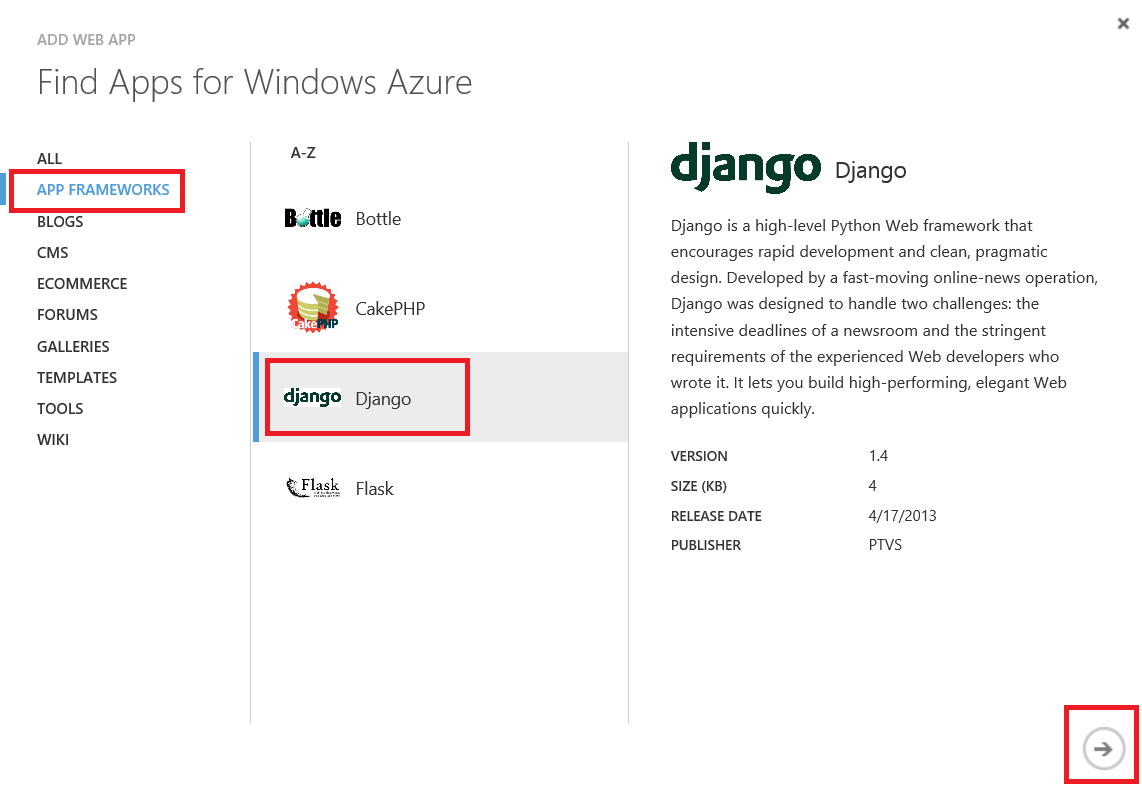 ADD WEB APP
Find Apps for Windows Azure
ALL
APP FRAMEWORKS
BLOGS
CMS
ECOMMERCE
FORUMS
GALLERIES
TEMPLATES
TOOLS
WIKI
A-Z
Bottle Bottle
CakePHP CakePHP
django Django
Flask Flask
django Django
Django is a high-level Python Web framework that
encourages rapid development and clean, pragmatic
design. Developed by a fast-moving online-news operation,
Django was designed to handle two challenges: the
intensive deadlines of a newsroom and the stringent
requirements of the experienced Web developers who
wrote it. It lets you build high-performing, elegant Web
applications quickly.
VERSION 1.4
SIZE (KB) 4
RELEASE DATE 4/17/2013
PUBLISHER PTVS